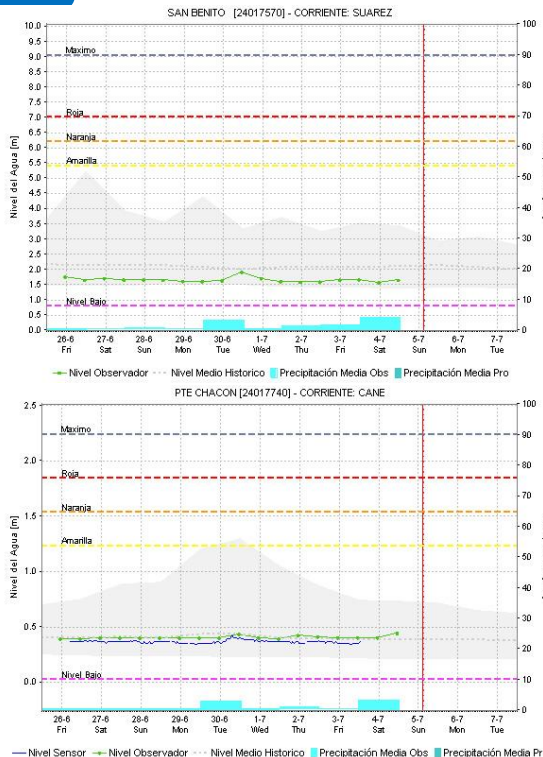 SAN BENITO [24017570] - CORRIENTE: SUAREZ
Nivel del Agua [m]
10.0 9.5 9.0 8.5 8.0 7.5 7.0 6.5 6.0 5.5 5.0 4.5 4.0 3.5 3.0 2.5 2.0 1.5 1.0 0.5 0.0
Maximo
Roja
Naranja
Amarilla
Nivel Bajo
100 90 80 70 60 50 40 30 20 10 0
26-6 27-6 28-6 29-6 30-6 1-7 2-7 3-7 4-7 5-7 6-7 7-7
Fri Sat Sun Mon Tue Wed Thu Fri Sat Sun Mon Tue
Nivel Observador Nivel Medio Historico Precipitación Media Obs Precipitación Media Pro
PTE CHACON [24017740] - CORRIENTE: CANE
Nivel del Agua [m]
2.5 2.0 1.5 1.0 0.5 0.0
Maximo
Roja
Naranja
Amarilla
Nivel Bajo
100 90 80 70 60 50 40 30 20 10 0
26-6 27-6 28-6 29-6 30-6 1-7 2-7 3-7 4-7 5-7 6-7 7-7
Fri Sat Sun Mon Tue Wed Thu Fri Sat Sun Mon Tue
Nivel Sensor Nivel Observador Nivel Medio Historico Precipitación Media Obs Precipitación Media Pr